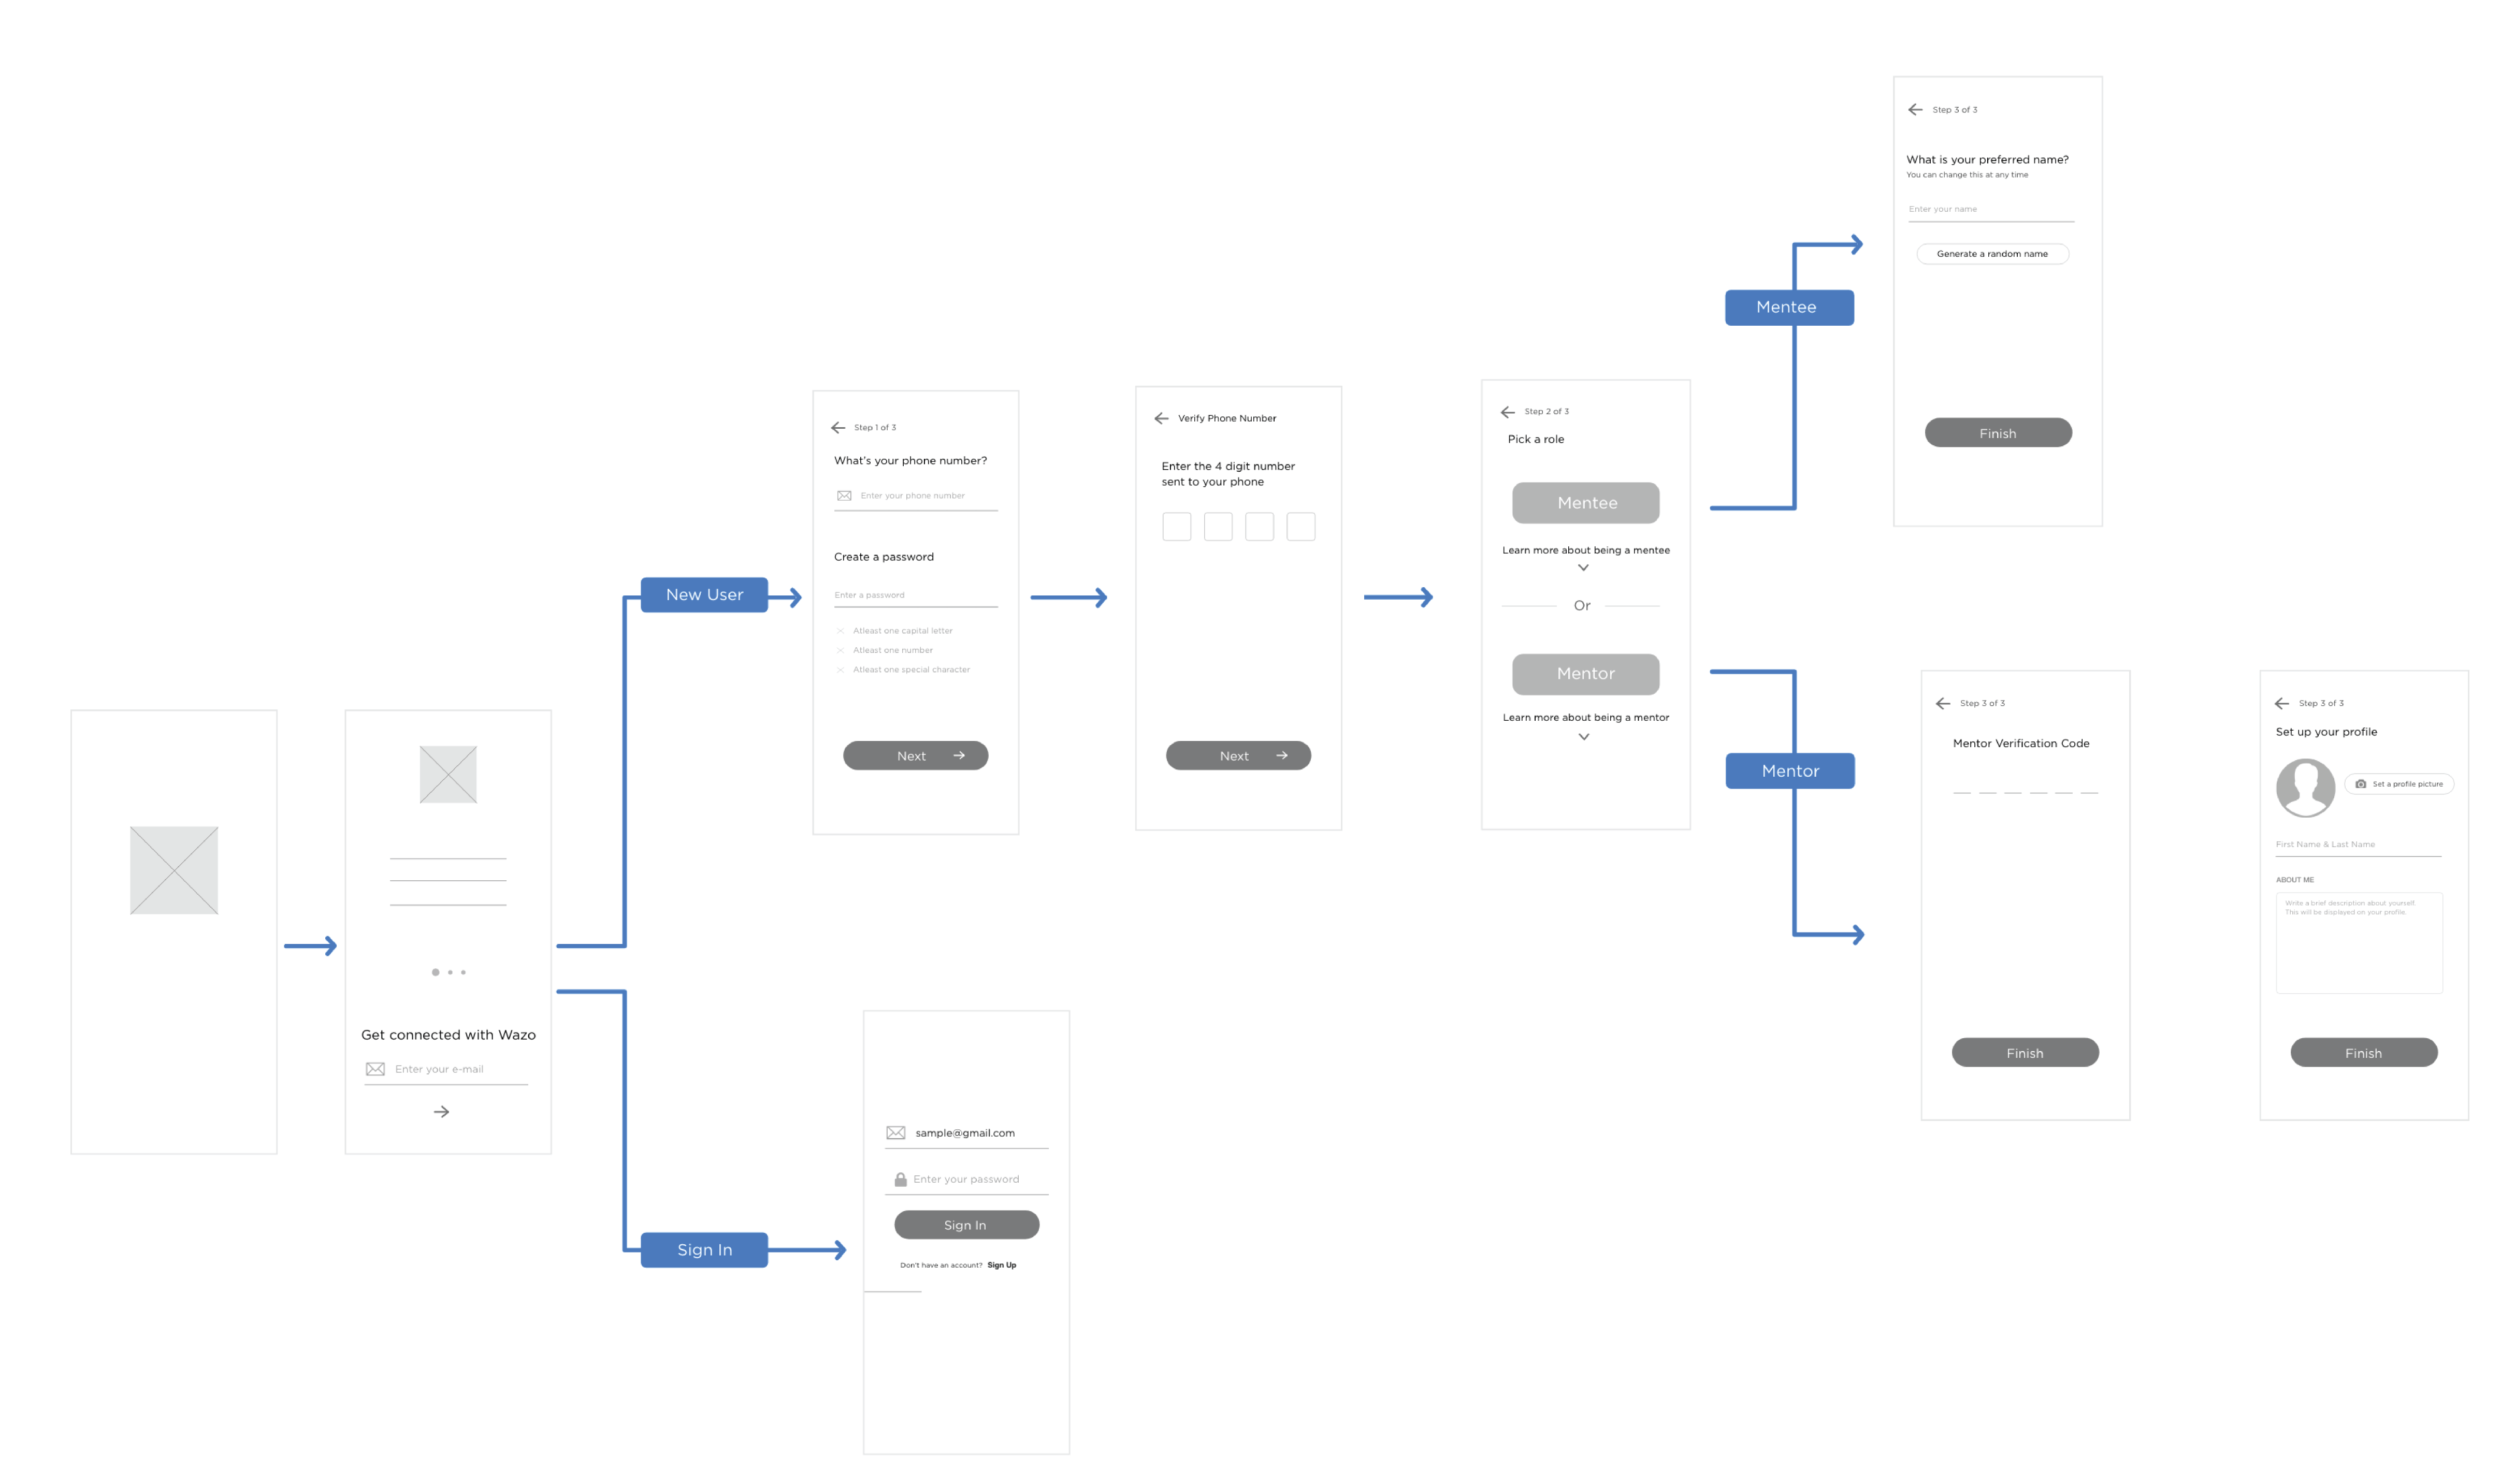 Get connected with Wazo
Enter your e-mail
New User
Sign In
Step 1 of 3
What's your phone number?
Enter your phone number
Create a password
Enter a password
Atleast one capital letter
Atleast one number
Atleast one special character
Next
Verify Phone Number
Enter the 4 digit number
sent to your phone
Next
Step 2 of 3
Pick a role
Mentee
Learn more about being a mentee
Or
Mentor
Learn more about being a mentor
sample@gmail.com
Enter your password
Sign In
Don't have an account? Sign Up
Mentee
Mentor
Step 3 of 3
What is your preferred name?
You can change this at any time
Enter your name
Generate a random name
Finish
Step 3 of 3
Mentor Verification Code
Finish
Step 3 of 3
Set up your profile
Set a profile picture
First Name & Last Name
ABOUT ME
Write a brief description about yourself.
This will be displayed on your profile.
Finish